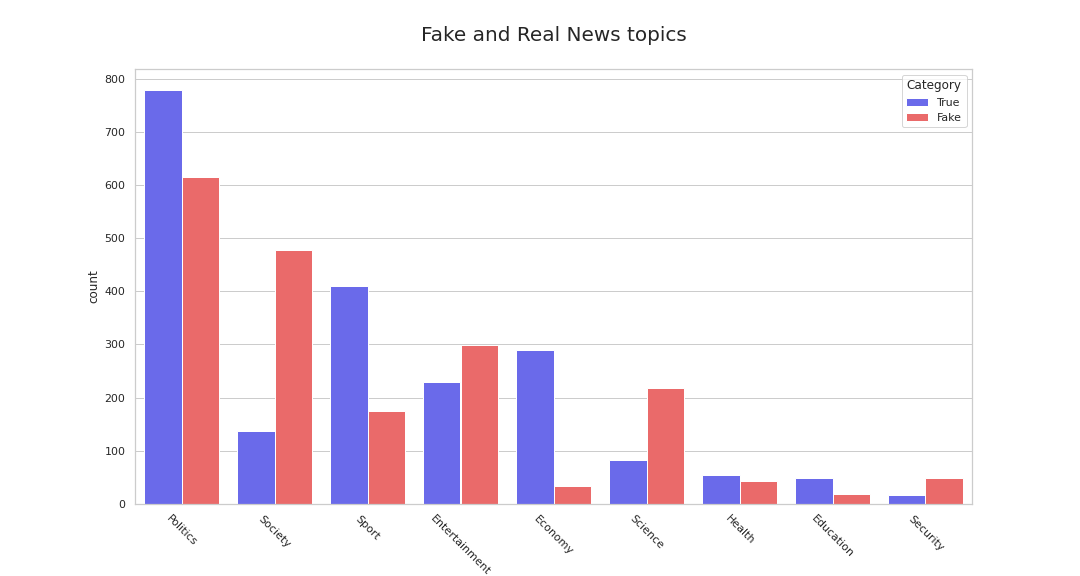 Fake and Real News topics
Category
True
Fake
800
700
600
500
400
300
200
100
0
count
Politics
Society
Sport
Entertainment
Economy
Science
Health
Education
Security